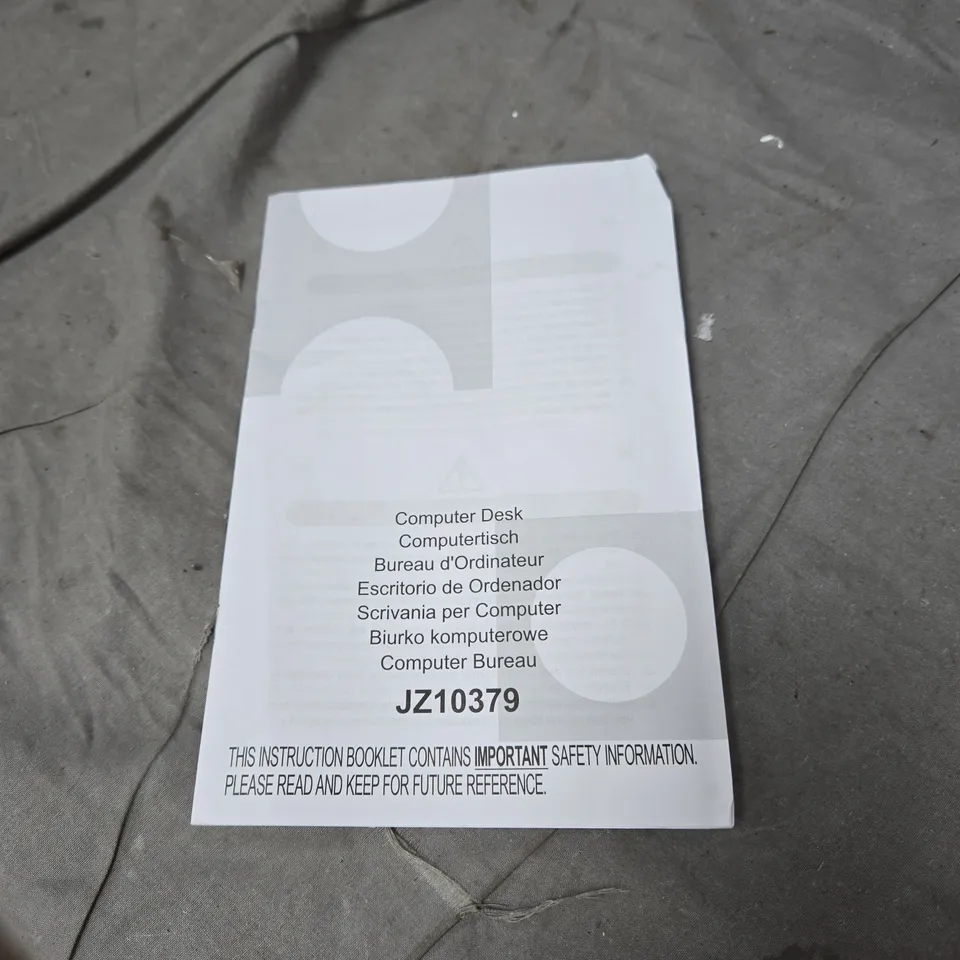 Computer Desk
Computertisch
Bureau d'Ordinateur
Escritorio de Ordenador
Scrivania per Computer
Biurko komputerowe
Computer Bureau
JZ10379
THIS INSTRUCTION BOOKLET CONTAINS IMPORTANT SAFETY INFORMATION.
PLEASE READ AND KEEP FOR FUTURE REFERENCE.